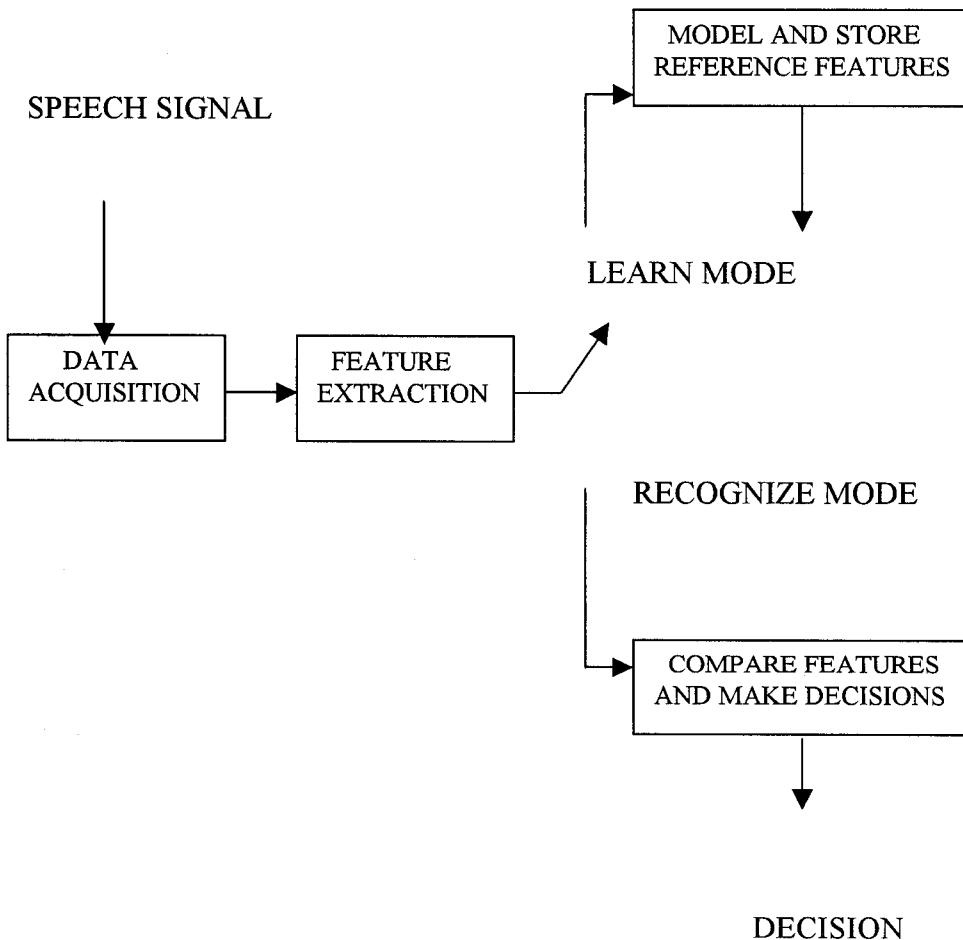 MODEL AND STORE
REFERENCE FEATURES
SPEECH SIGNAL
LEARN MODE
DATA
ACQUISITION
FEATURE
EXTRACTION
RECOGNIZE MODE
COMPARE FEATURES
AND MAKE DECISIONS
DECISION